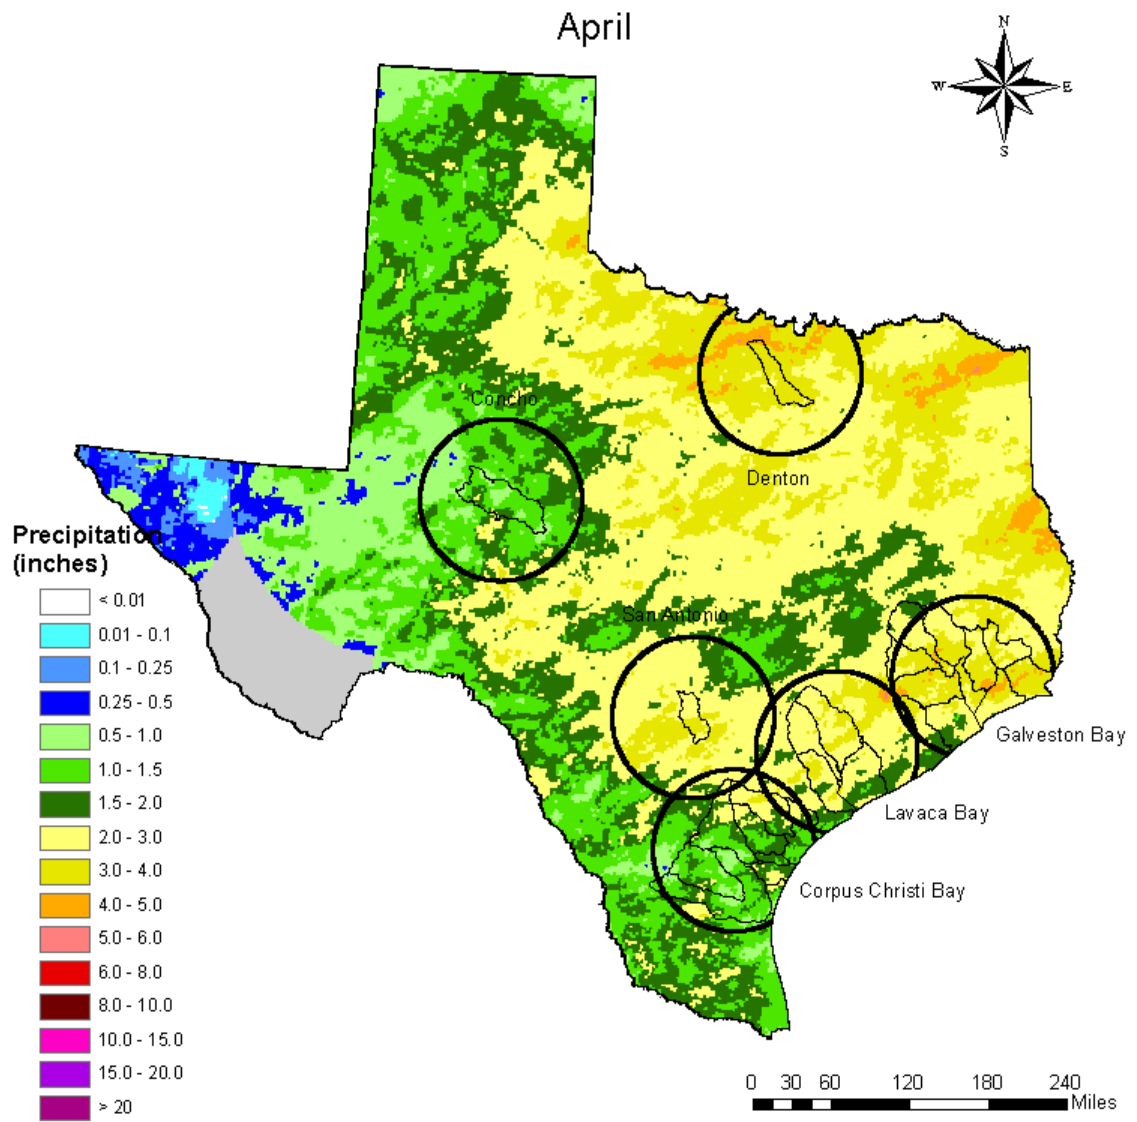 April
N
W
E
S
Concho
Denton
Precipitation
(inches)
< 0.01
0.01 - 0.1
0.1 - 0.25
0.25 - 0.5
0.5 - 1.0
1.0 - 1.5
1.5 - 2.0
2.0 - 3.0
3.0 - 4.0
4.0 - 5.0
5.0 - 6.0
6.0 - 8.0
8.0 - 10.0
10.0 - 15.0
15.0 - 20.0
> 20
San Antonio
Galveston Bay
Lavaca Bay
Corpus Christi Bay
0 30 60 120 180 240
Miles